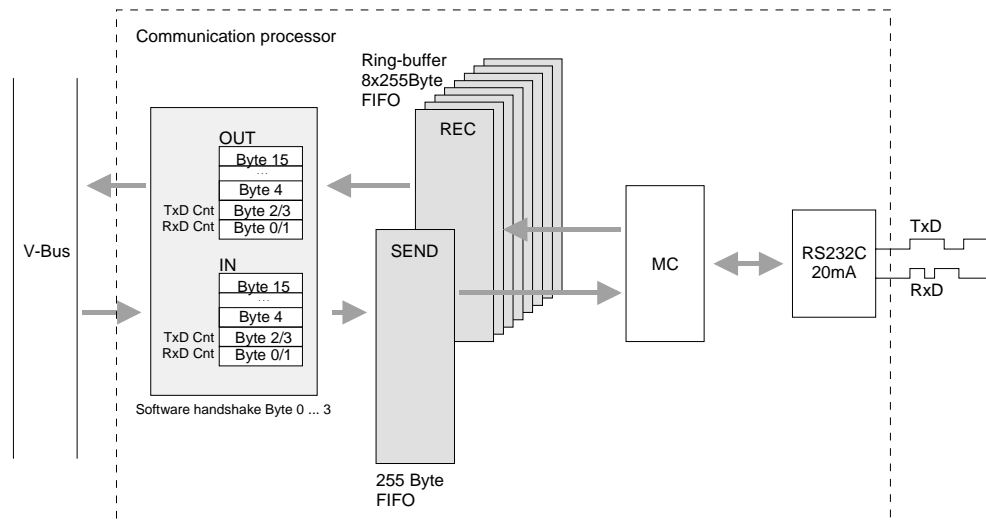 Communication processor
Ring-buffer
8x255Byte
FIFO
REC
OUT
Byte 15
...
Byte 4
TxD Cnt Byte 2/3
RxD Cnt Byte 0/1
V-Bus
SEND
MC
RS232C
20mA
TxD
RxD
IN
Byte 15
...
Byte 4
TxD Cnt Byte 2/3
RxD Cnt Byte 0/1
Software handshake Byte 0 ... 3
255 Byte
FIFO